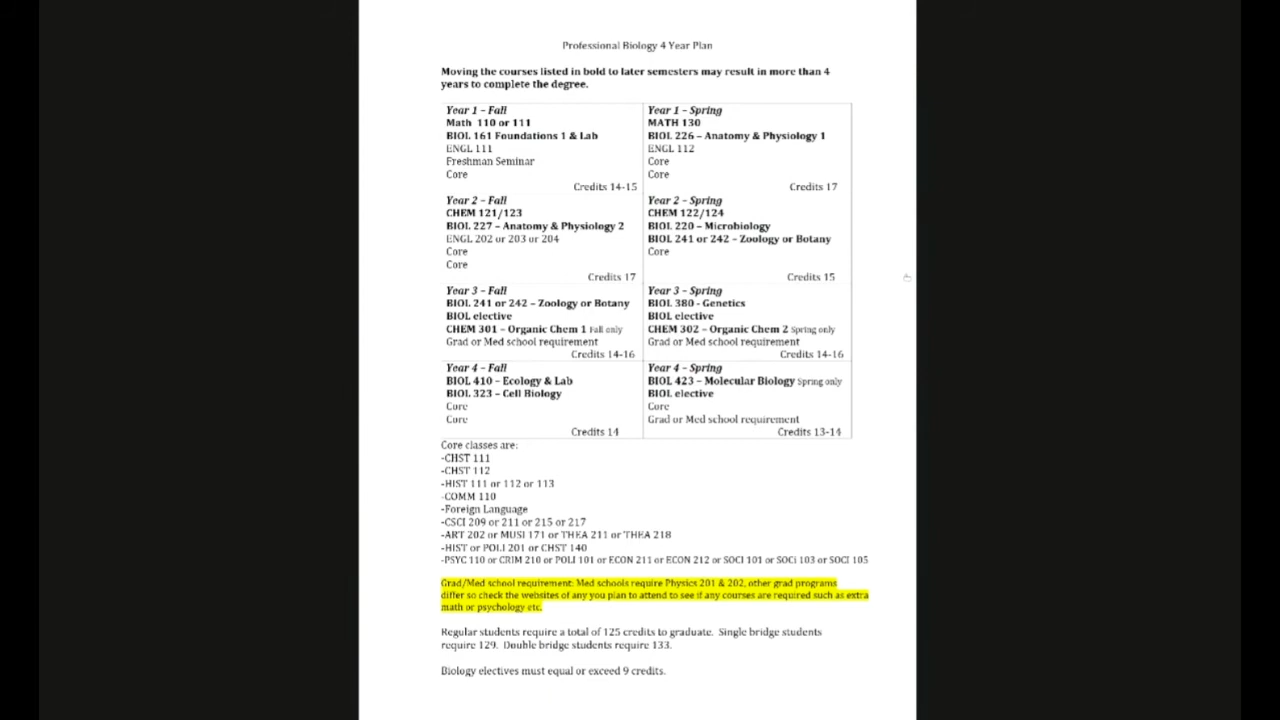 Professional Biology 4 Year Plan
Moving the courses listed in bold to later semesters may result in more than 4
years to complete the degree.
Year 1 – Fall
Math 110 or 111
BIOL 161 Foundations 1 & Lab
ENGL 111
Freshman Seminar
Core
Credits 14-15
Year 1 – Spring
MATH 130
BIOL 226 – Anatomy & Physiology 1
ENGL 112
Core
Core
Credits 17
Year 2 – Fall
CHEM 121/123
BIOL 227 – Anatomy & Physiology 2
ENGL 202 or 203 or 204
Core
Core
Credits 17
Year 2 – Spring
CHEM 122/124
BIOL 220 – Microbiology
BIOL 241 or 242 – Zoology or Botany
Core
Credits 15
Year 3 – Fall
BIOL 241 or 242 – Zoology or Botany
BIOL elective
CHEM 301 – Organic Chem 1 Fall only
Grad or Med school requirement
Credits 14-16
Year 3 – Spring
BIOL 380 - Genetics
BIOL elective
CHEM 302 – Organic Chem 2 Spring only
Grad or Med school requirement
Credits 14-16
Year 4 – Fall
BIOL 410 – Ecology & Lab
BIOL 323 – Cell Biology
Core
Core
Credits 14
Year 4 – Spring
BIOL 423 – Molecular Biology Spring only
BIOL elective
Core
Grad or Med school requirement
Credits 13-14
Core classes are:
-CHST 111
-CHST 112
-HIST 111 or 112 or 113
-COMM 110
-Foreign Language
-CSCI 209 or 211 or 215 or 217
-ART 202 or MUSI 171 or THEA 211 or THEA 218
-HIST or POLI 201 or CHST 140
-PSYC 110 or CRIM 210 or POLI 101 or ECON 211 or ECON 212 or SOCI 101 or SOCi 103 or SOCI 105
Grad/Med school requirement: Med schools require Physics 201 & 202, other grad programs
differ so check the websites of any you plan to attend to see if any courses are required such as extra
math or psychology etc.
Regular students require a total of 125 credits to graduate. Single bridge students
require 129. Double bridge students require 133.
Biology electives must equal or exceed 9 credits.